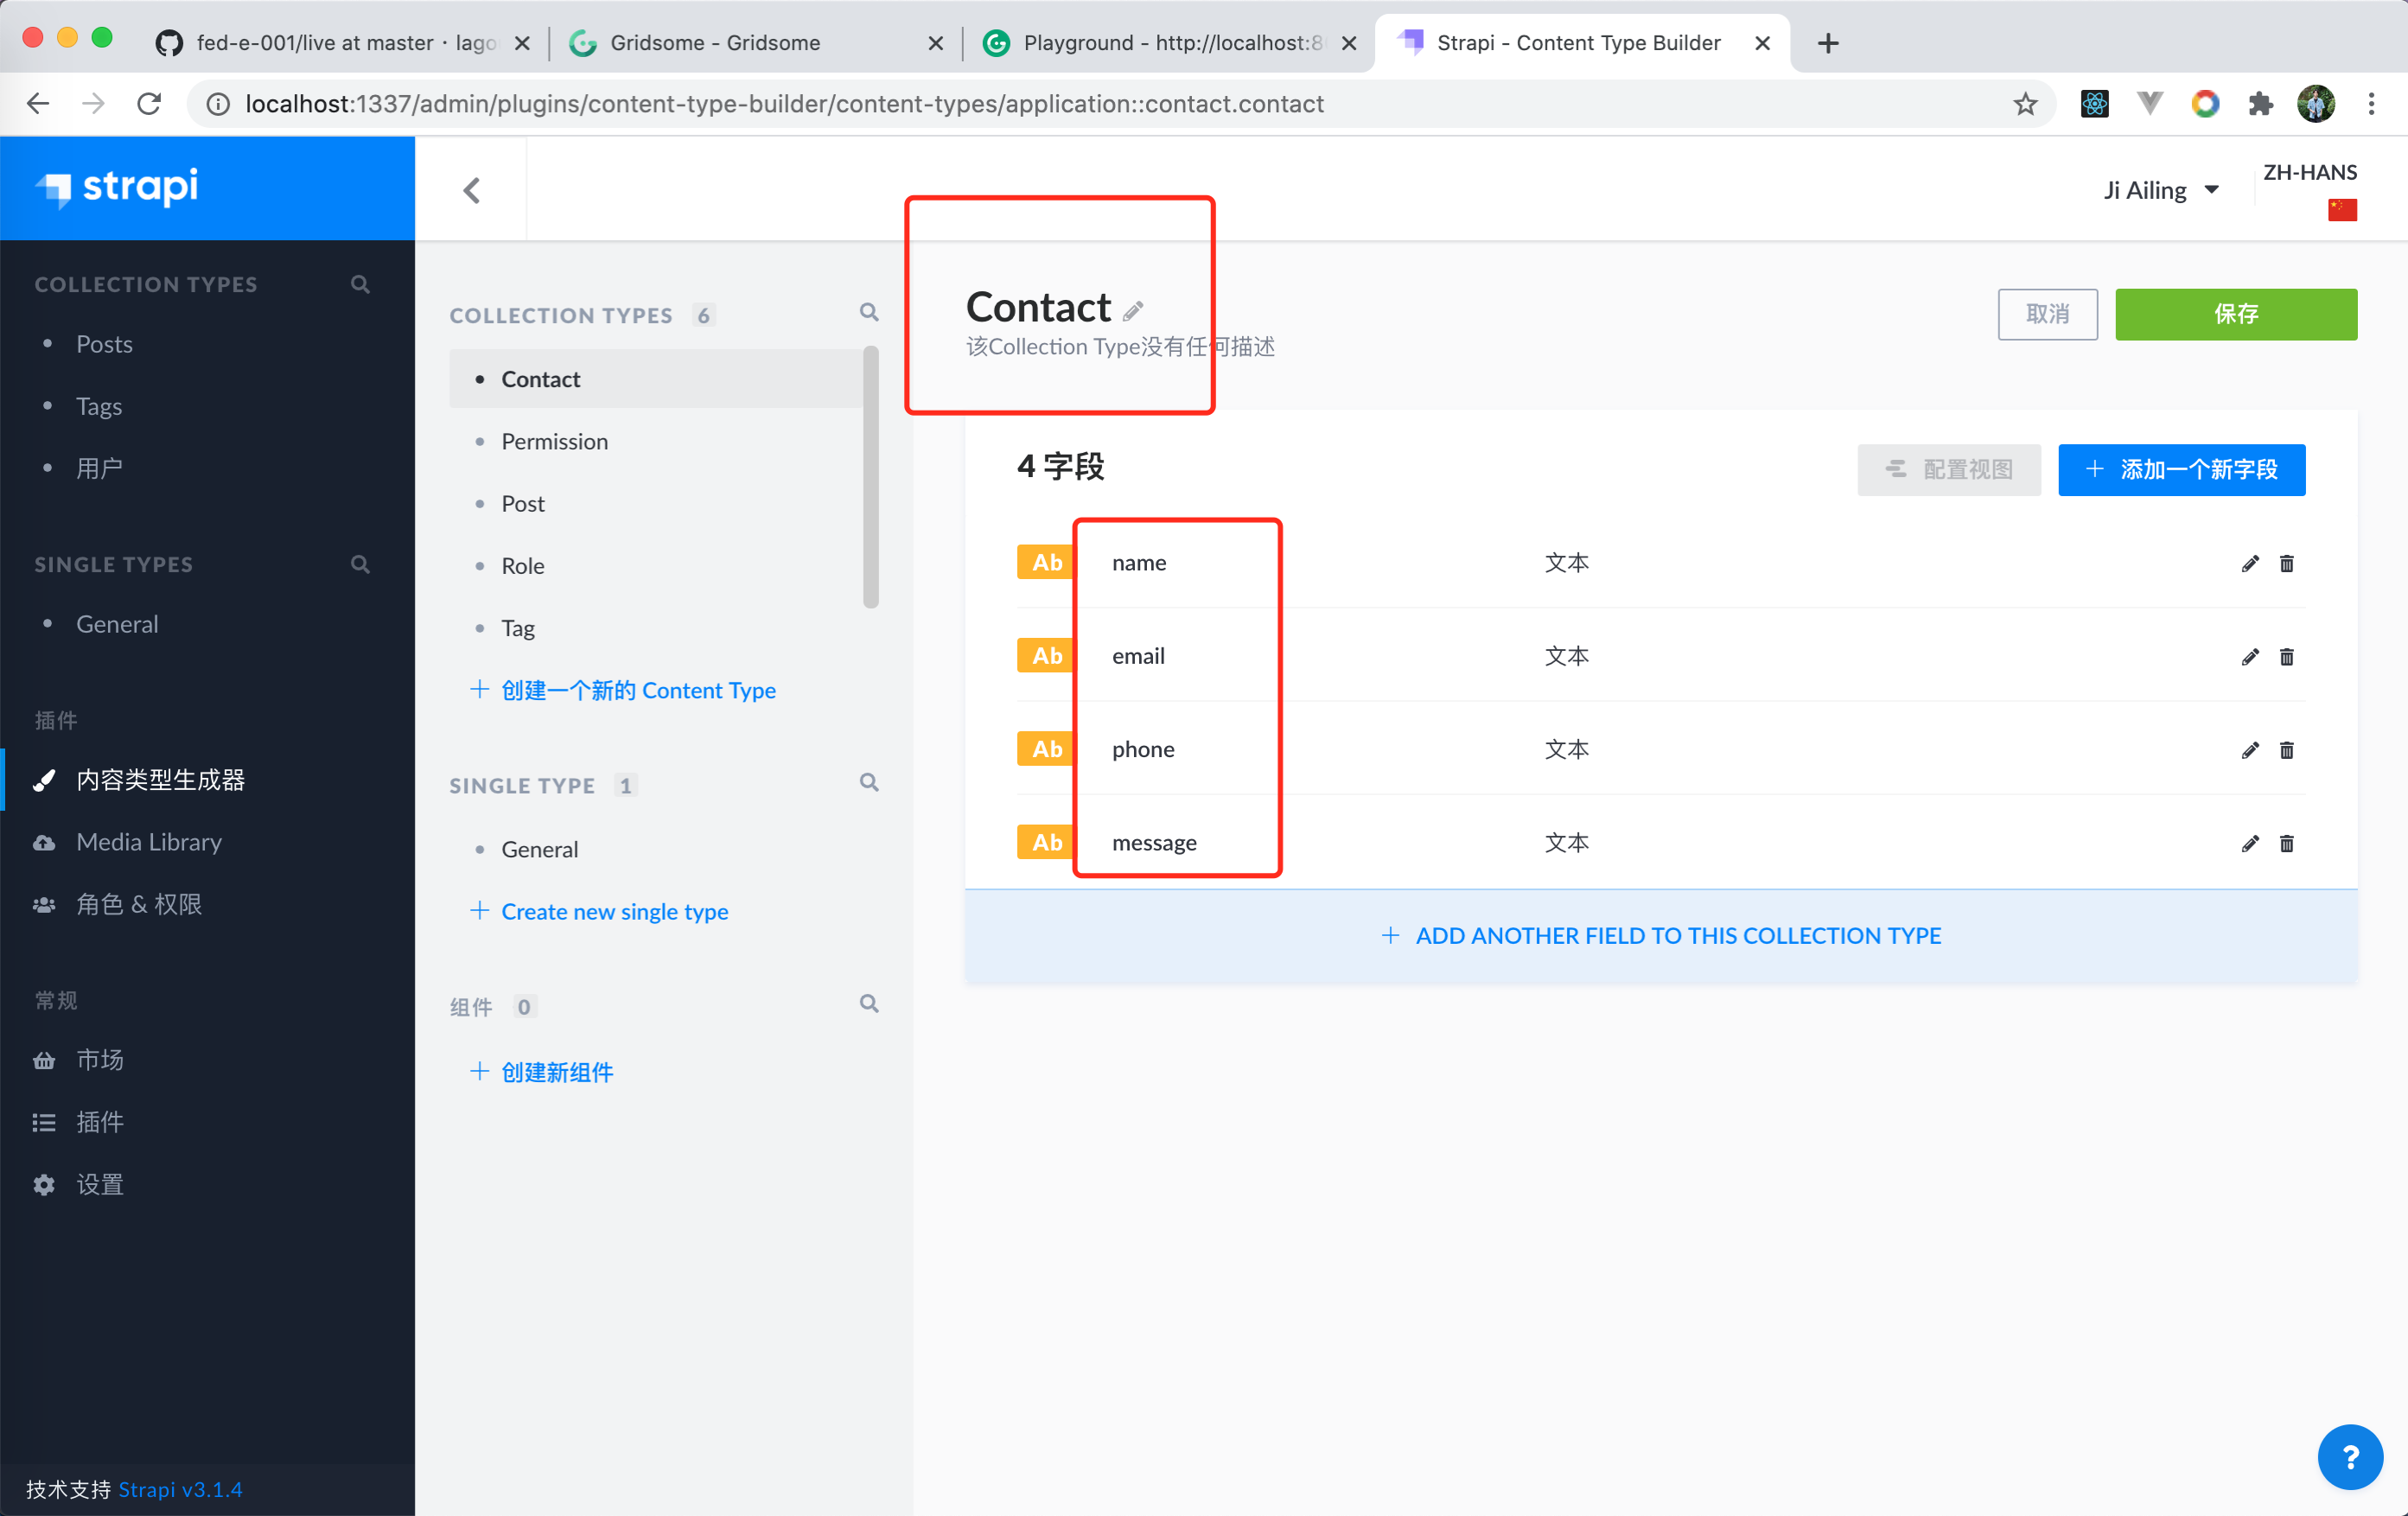 fed-e-001/live at master · lago
Gridsome - Gridsome
Playground - http://localhost:8
Strapi - Content Type Builder
localhost:1337/admin/plugins/content-type-builder/content-types/application::contact.contact
strapi
Ji Ailing
ZH-HANS
COLLECTION TYPES
Posts
Tags
用户
SINGLE TYPES
General
插件
内容类型生成器
Media Library
角色 & 权限
常规
市场
插件
设置
技术支持 Strapi v3.1.4
COLLECTION TYPES 6
Contact
Permission
Post
Role
Tag
创建一个新的 Content Type
SINGLE TYPE 1
General
Create new single type
组件 0
创建新组件
Contact
该Collection Type没有任何描述
取消
保存
4 字段
配置视图
添加一个新字段
Ab name 文本
Ab email 文本
Ab phone 文本
Ab message 文本
ADD ANOTHER FIELD TO THIS COLLECTION TYPE
?